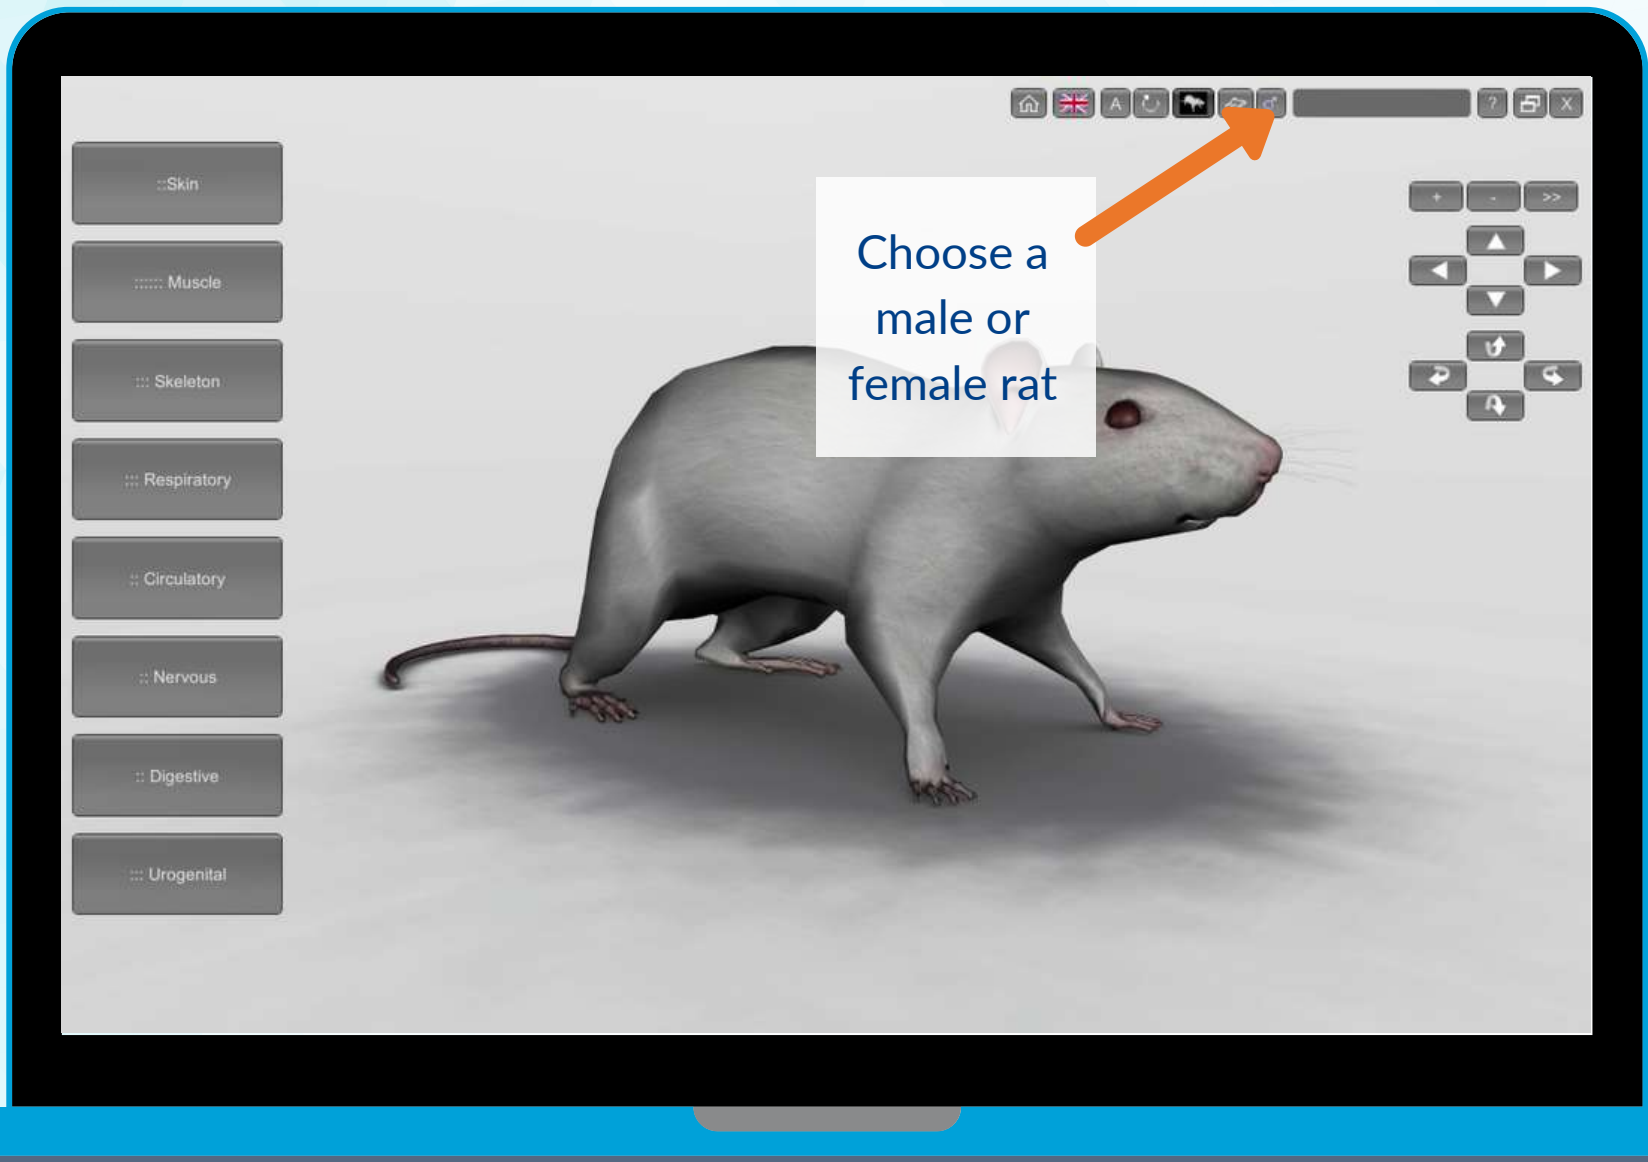 A
?
X
::Skin
:::::: Muscle
::: Skeleton
::: Respiratory
:: Circulatory
:: Nervous
:: Digestive
::: Urogenital
Choose a
male or
female rat
+ - >>